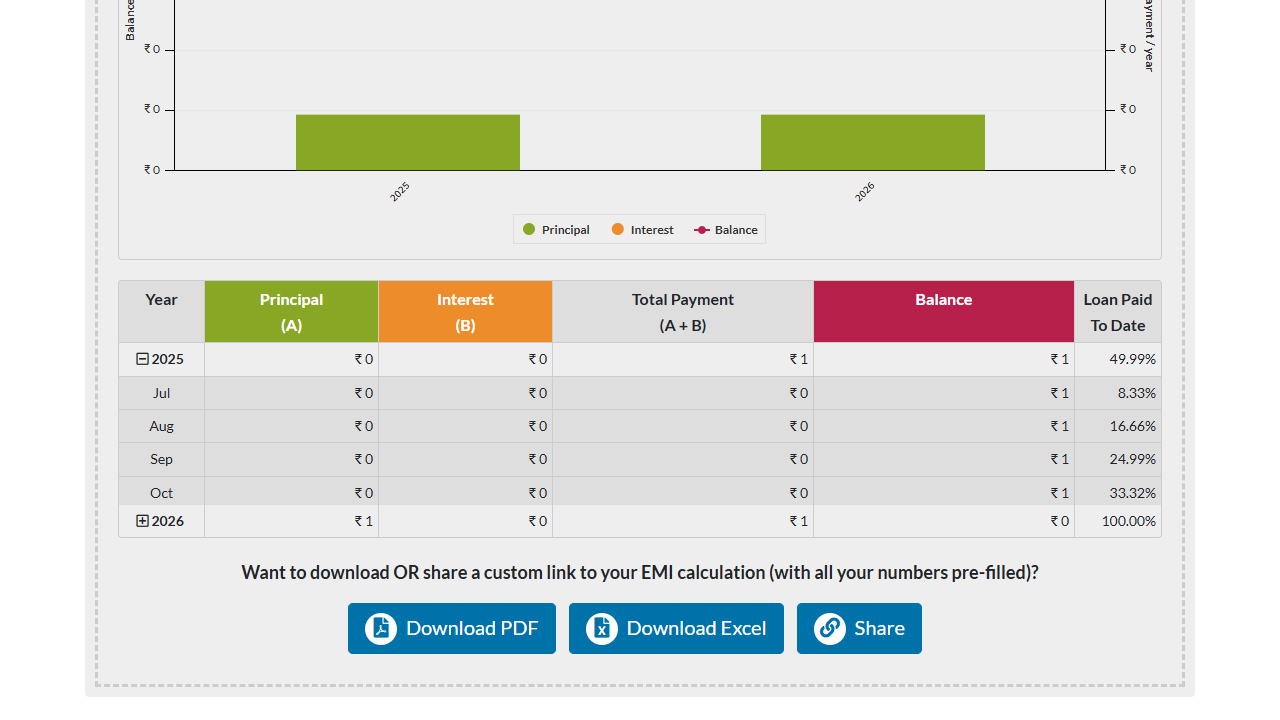 Balance
ayment / year
₹ 0
₹ 0
₹ 0
₹ 0
₹ 0
₹ 0
2025
2026
Principal
Interest
Balance
Year
Principal
(A)
Interest
(B)
Total Payment
(A + B)
Balance
Loan Paid
To Date
2025 ₹ 0 ₹ 0 ₹ 1 ₹ 1 49.99%
Jul ₹ 0 ₹ 0 ₹ 0 ₹ 1 8.33%
Aug ₹ 0 ₹ 0 ₹ 0 ₹ 1 16.66%
Sep ₹ 0 ₹ 0 ₹ 0 ₹ 1 24.99%
Oct ₹ 0 ₹ 0 ₹ 0 ₹ 1 33.32%
2026 ₹ 1 ₹ 0 ₹ 1 ₹ 0 100.00%
Want to download OR share a custom link to your EMI calculation (with all your numbers pre-filled)?
Download PDF
Download Excel
Share